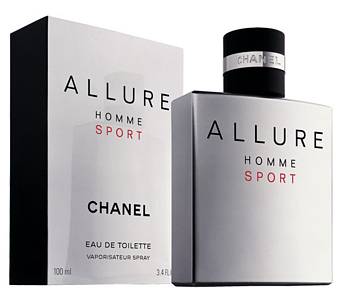 ALLURE
HOMME
SPORT
CHANEL
EAU DE TOILETTE
VAPORISATEUR SPRAY
100 ml 3.4 FL
CHANEL
ALLURE
HOMME
SPORT